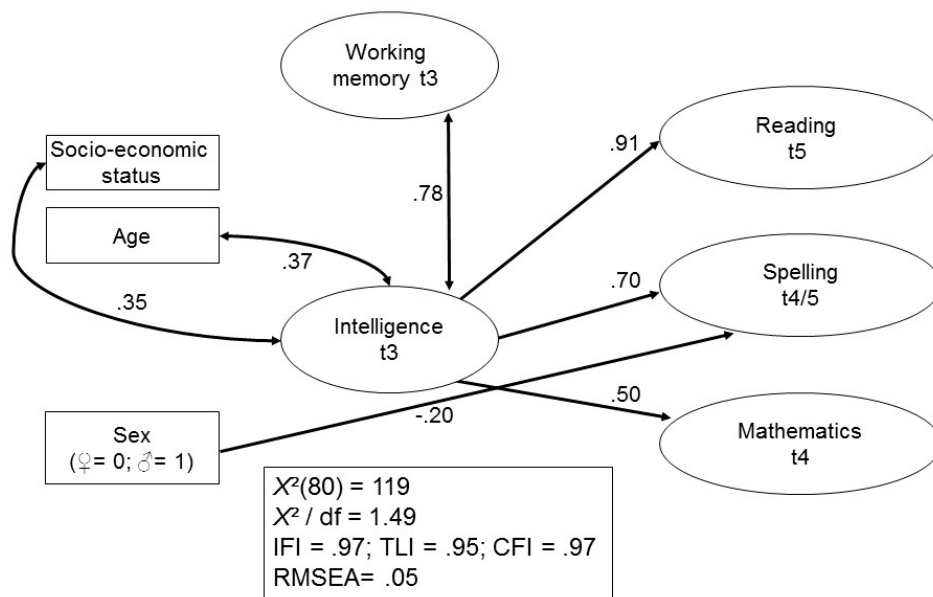 Working
memory t3
Reading
t5
Socio-economic
status
.91
.78
Age
.37
Spelling
t4/5
.70
.35
Intelligence
t3
.50
-.20
Sex
(♀= 0; ♂= 1)
Mathematics
t4
X²(80) = 119
X² / df = 1.49
IFI = .97; TLI = .95; CFI = .97
RMSEA= .05